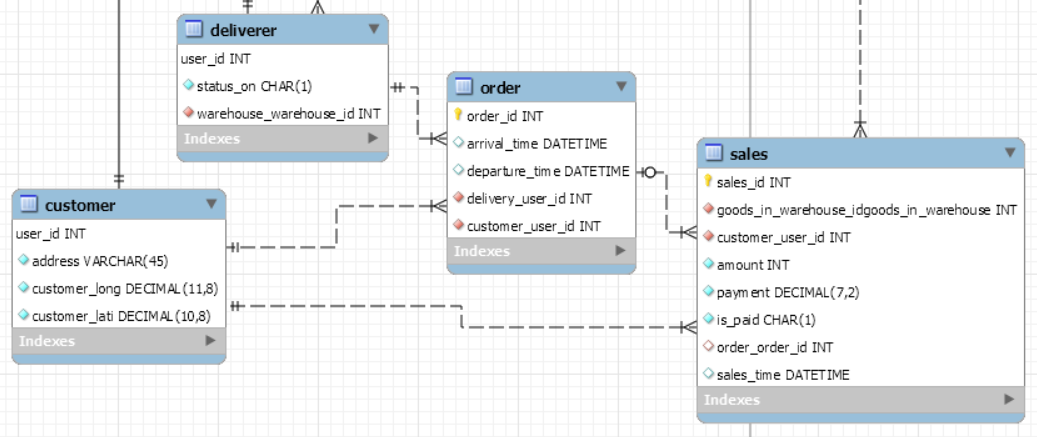 deliverer
user_id INT
status_on CHAR(1)
warehouse_warehouse_id INT
Indexes
order
order_id INT
arrival_time DATETIME
departure_time DATETIME
delivery_user_id INT
customer_user_id INT
Indexes
customer
user_id INT
address VARCHAR(45)
customer_long DECIMAL(11,8)
customer_lati DECIMAL(10,8)
Indexes
sales
sales_id INT
goods_in_warehouse_idgoods_in_warehouse INT
customer_user_id INT
amount INT
payment DECIMAL(7,2)
is_paid CHAR(1)
order_order_id INT
sales_time DATETIME
Indexes